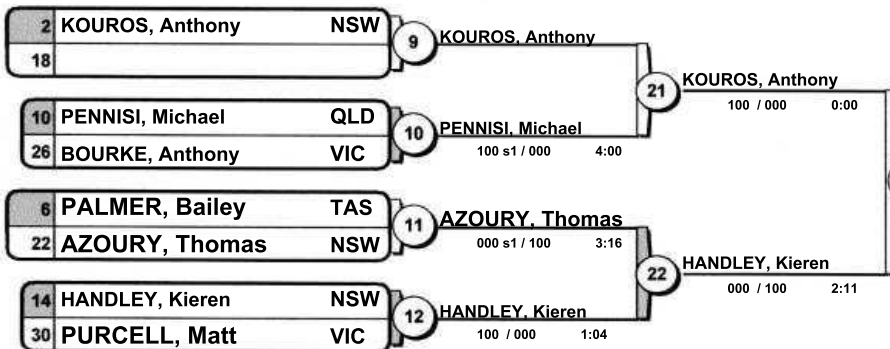 2 KOUROS, Anthony NSW
18
9
KOUROS, Anthony
10 PENNISI, Michael QLD
26 BOURKE, Anthony VIC
10
PENNISI, Michael
100 s1 / 000 4:00
21
KOUROS, Anthony
100 / 000 0:00
6 PALMER, Bailey TAS
22 AZOURY, Thomas NSW
11
AZOURY, Thomas
000 s1 / 100 3:16
14 HANDLEY, Kieren NSW
30 PURCELL, Matt VIC
12
HANDLEY, Kieren
100 / 000 1:04
22
HANDLEY, Kieren
000 / 100 2:11